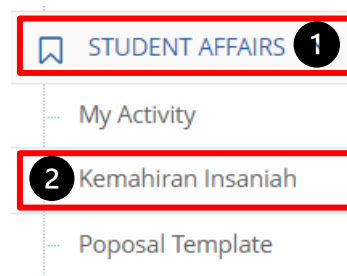 STUDENT AFFAIRS 1
My Activity
2 Kemahiran Insaniah
Poposal Template